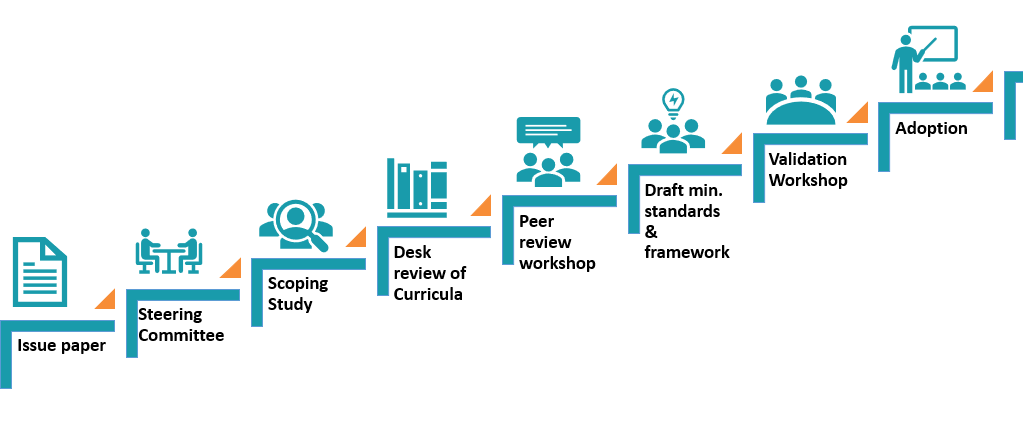 Issue paper
Steering
Committee
Scoping
Study
Desk
review of
Curricula
Peer
review
workshop
Draft min.
standards
&
framework
Validation
Workshop
Adoption